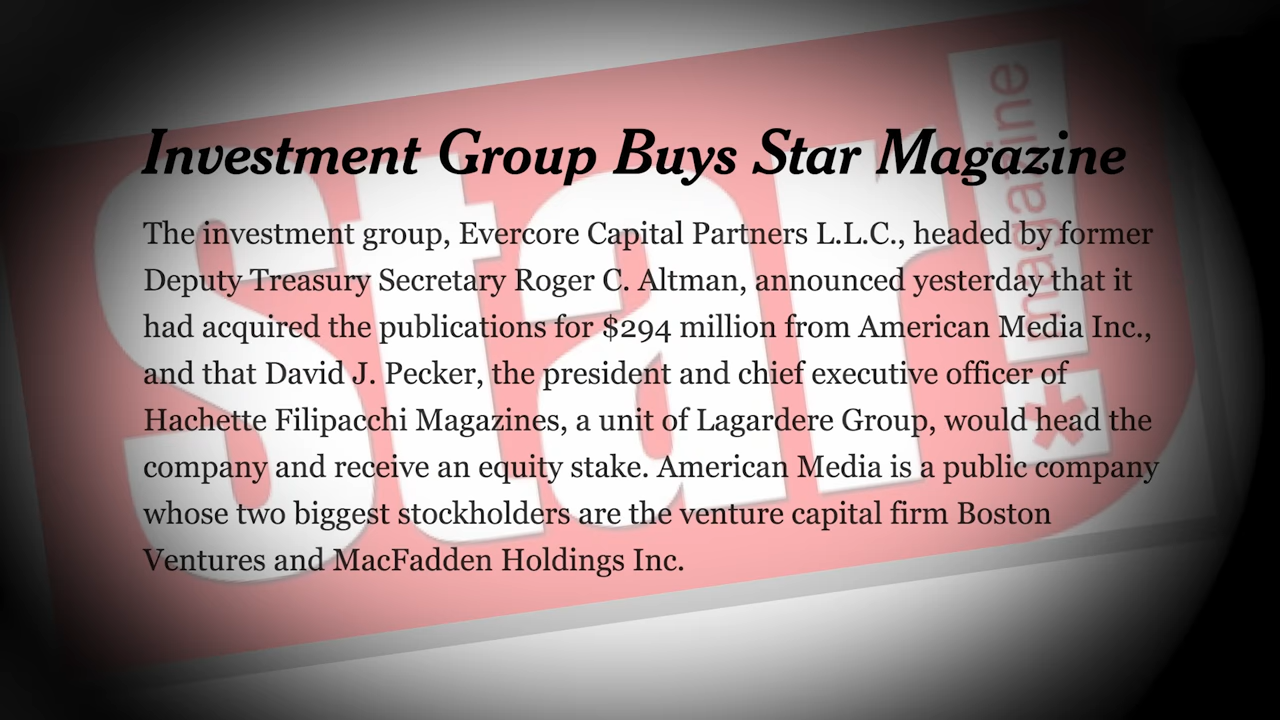 Investment Group Buys Star Magazine
The investment group, Evercore Capital Partners L.L.C., headed by former
Deputy Treasury Secretary Roger C. Altman, announced yesterday that it
had acquired the publications for $294 million from American Media Inc.,
and that David J. Pecker, the president and chief executive officer of
Hachette Filipacchi Magazines, a unit of Lagardere Group, would head the
company and receive an equity stake. American Media is a public company
whose two biggest stockholders are the venture capital firm Boston
Ventures and MacFadden Holdings Inc.
star
magazine